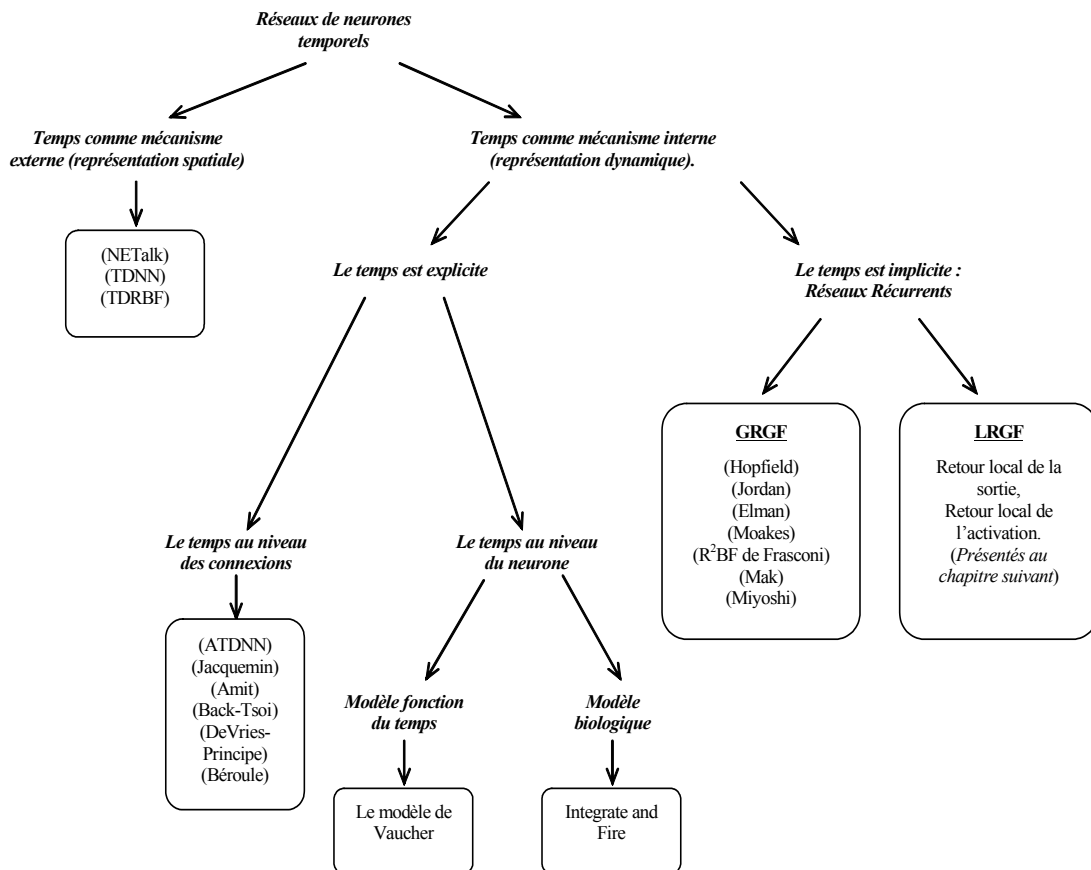 Réseaux de neurones
temporels
Temps comme mécanisme
externe (représentation spatiale)
Temps comme mécanisme interne
(représentation dynamique).
(NETalk)
(TDNN)
(TDRBF)
Le temps est explicite
Le temps est implicite :
Réseaux Récurrents
GRGF
(Hopfield)
(Jordan)
(Elman)
(Moakes)
(R²BF de Frasconi)
(Mak)
(Miyoshi)
LRGF
Retour local de la
sortie,
Retour local de
l’activation.
(Présentés au
chapitre suivant)
Le temps au niveau
des connexions
Le temps au niveau
du neurone
(ATDNN)
(Jacquemin)
(Amit)
(Back-Tsoi)
(DeVries-
Principe)
(Béroule)
Modèle fonction
du temps
Modèle
biologique
Le modèle de
Vaucher
Integrate and
Fire